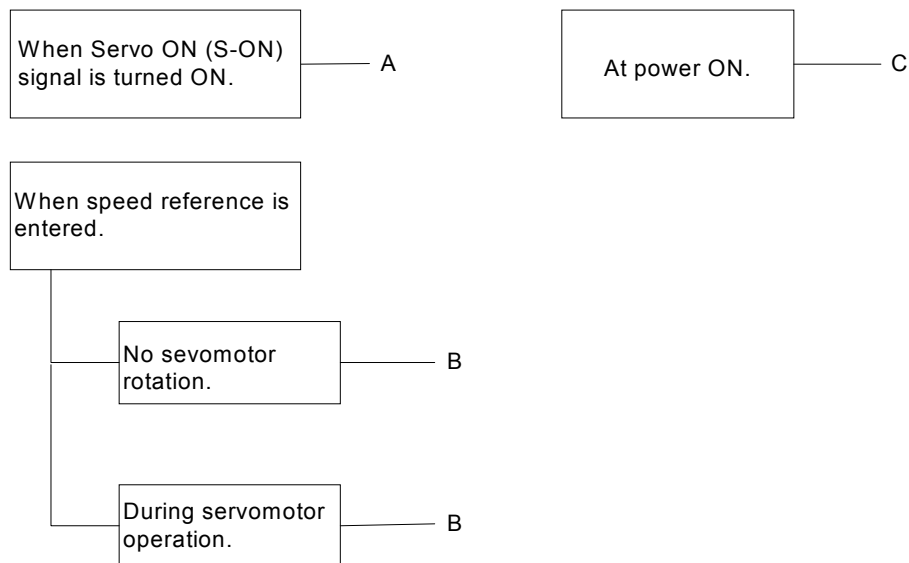 When Servo ON (S-ON)
signal is turned ON.
A
At power ON.
C
When speed reference is
entered.
No sevomotor
rotation.
B
During servomotor
operation.
B